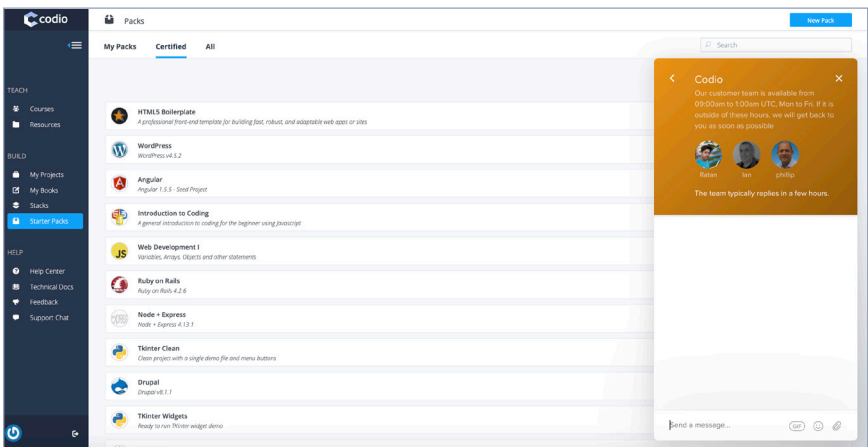 codio
Packs
New Pack
My Packs Certified All
Search
TEACH
Courses
Resources
BUILD
My Projects
My Books
Stacks
Starter Packs
HELP
Help Center
Technical Docs
Feedback
Support Chat
HTML5 Boilerplate
A professional front-end template for building fast, robust, and adaptable web apps or sites
WordPress
WordPress v4.5.2
Angular
Angular 1.5.5 - Seed Project
Introduction to Coding
A general introduction to coding for the beginner using Javascript
JS
Web Development I
Variables, Arrays, Objects and other statements
Ruby on Rails
Ruby on Rails 4.2.6
Node + Express
Node + Express 4.13.1
Tkinter Clean
Clean project with a single demo file and menu buttons
Drupal
Drupal v8.1.1
TKinter Widgets
Ready to run TKinter widget demo
Codio
Our customer team is available from
09:00am to 1:00am UTC, Mon to Fri. If it is
outside of these hours, we will get back to
you as soon as possible
Ratan Ian phillip
The team typically replies in a few hours.
Send a message...
GIF